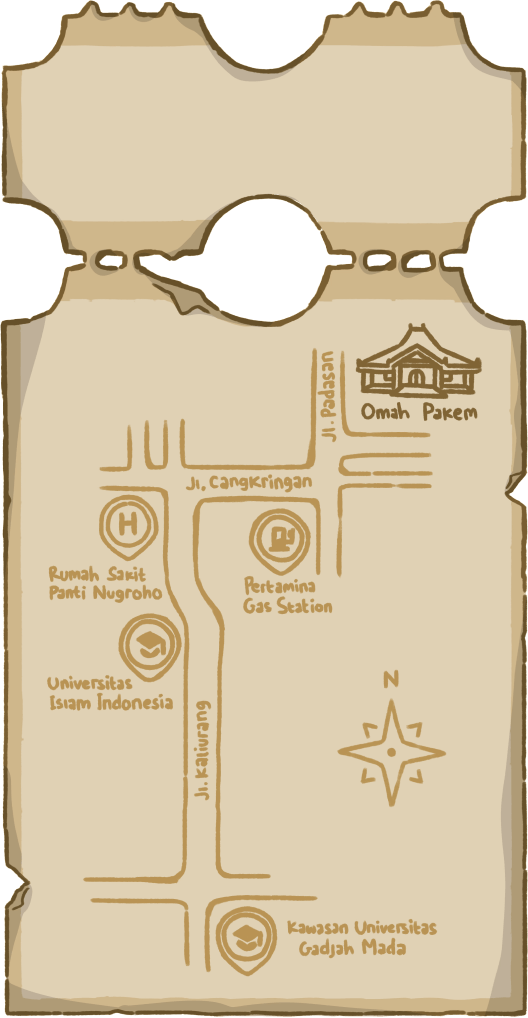 Jl. Padasan
Omah Pakem
Jl. Cangkringan
H
Rumah Sakit
Panti Nugroho
Pertamina
Gas Station
Universitas
Islam Indonesia
N
Jl. Kaliurang
Kawasan Universitas
Gadjah Mada